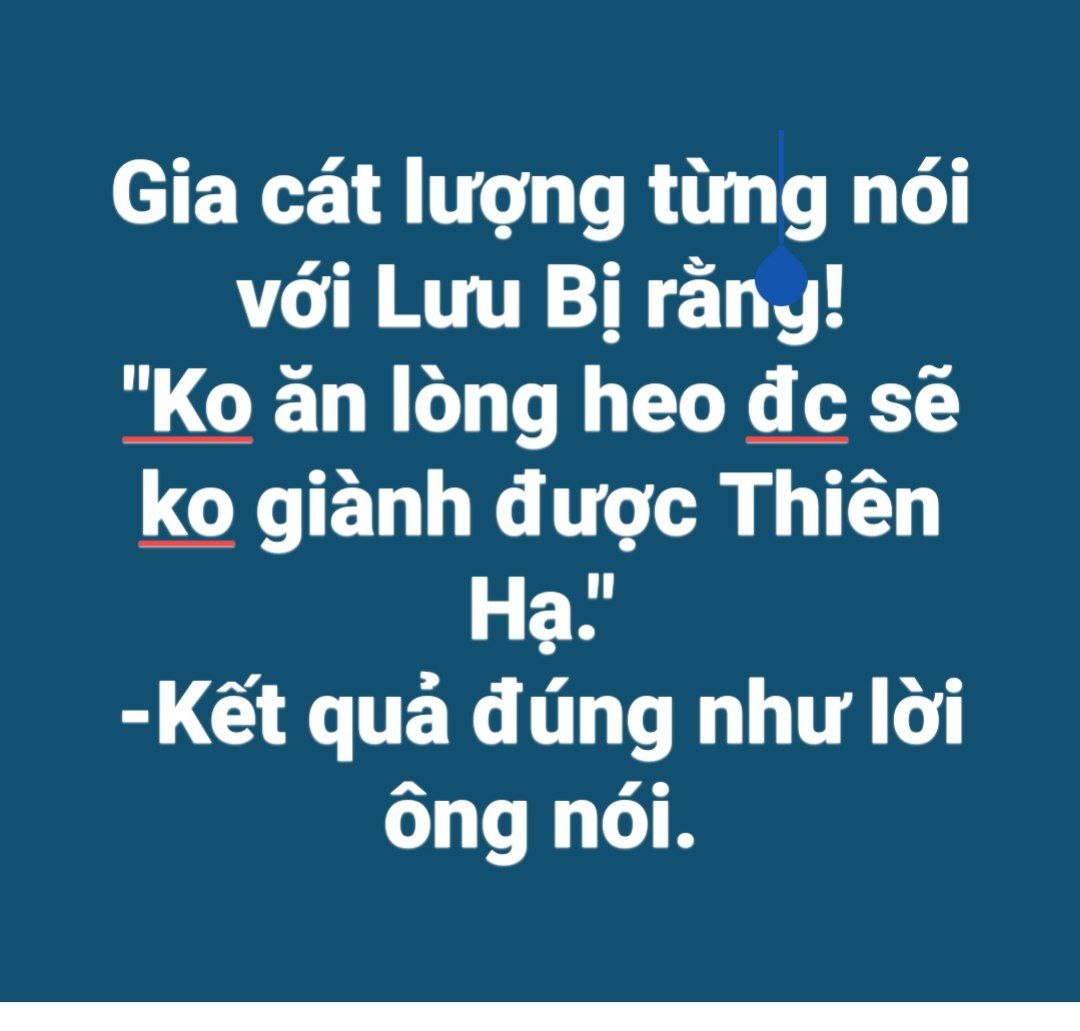 Gia cát lượng từng nói
với Lưu Bị rằng!
"Ko ăn lòng heo đc sẽ
ko giành được Thiên
Hạ."
-Kết quả đúng như lời
ông nói.